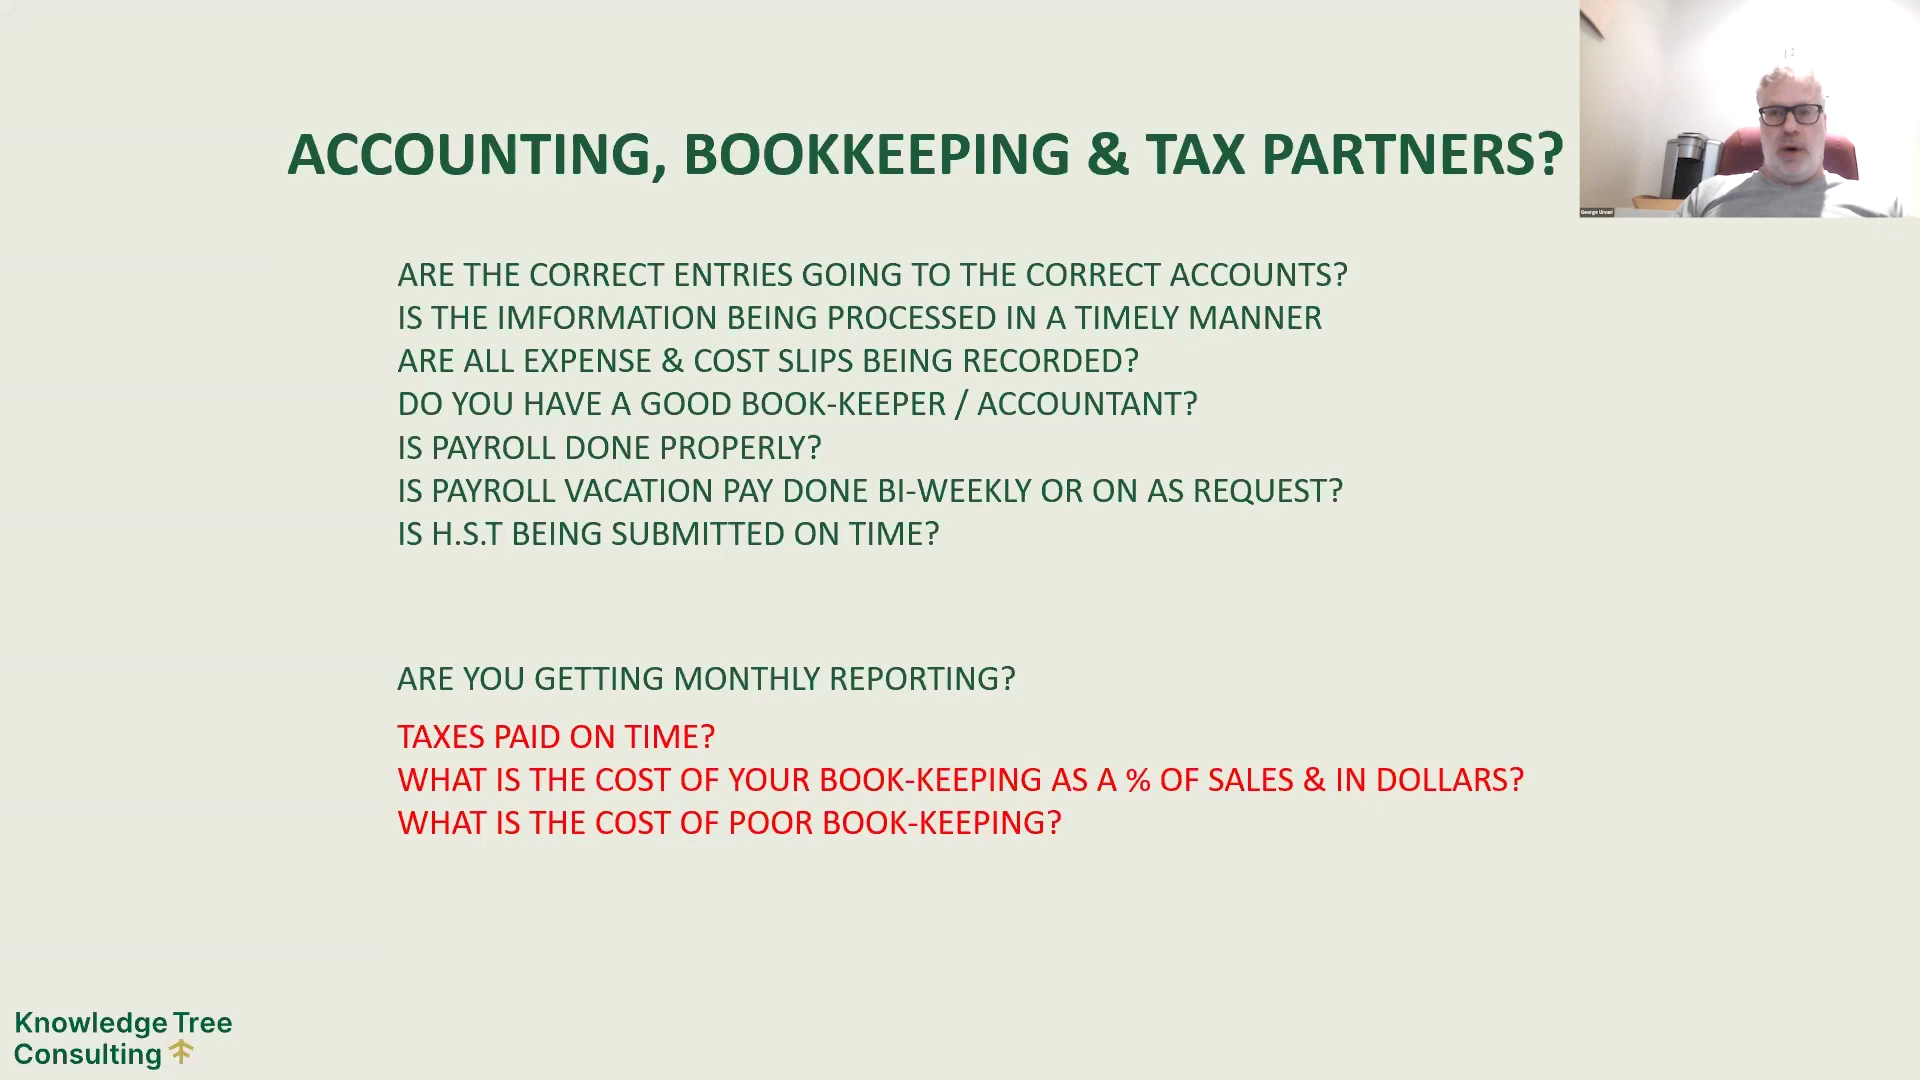 ACCOUNTING, BOOKKEEPING & TAX PARTNERS?
George Urvari
ARE THE CORRECT ENTRIES GOING TO THE CORRECT ACCOUNTS?
IS THE IMFORMATION BEING PROCESSED IN A TIMELY MANNER
ARE ALL EXPENSE & COST SLIPS BEING RECORDED?
DO YOU HAVE A GOOD BOOK-KEEPER / ACCOUNTANT?
IS PAYROLL DONE PROPERLY?
IS PAYROLL VACATION PAY DONE BI-WEEKLY OR ON AS REQUEST?
IS H.S.T BEING SUBMITTED ON TIME?
ARE YOU GETTING MONTHLY REPORTING?
TAXES PAID ON TIME?
WHAT IS THE COST OF YOUR BOOK-KEEPING AS A % OF SALES & IN DOLLARS?
WHAT IS THE COST OF POOR BOOK-KEEPING?
Knowledge Tree
Consulting